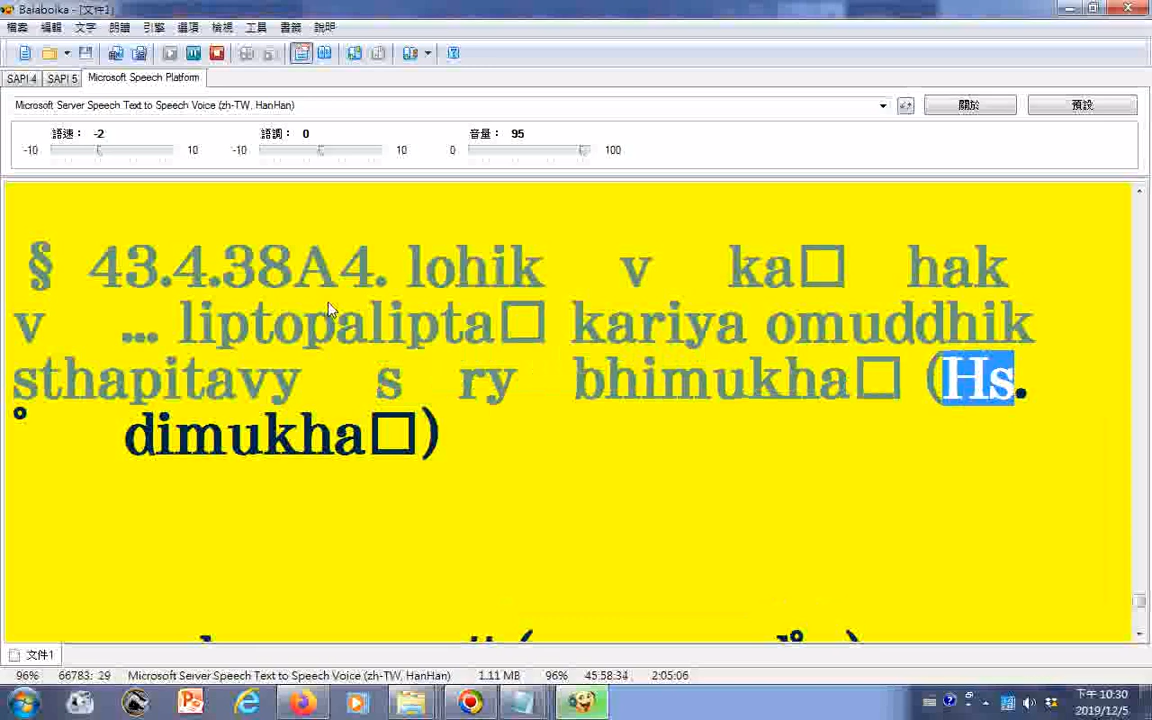 Balabolka - [文件1]
檔案 編輯 文字 朗讀 引擎 選項 檢視 工具 書籤 說明
SAPI 4 SAPI 5 Microsoft Speech Platform
Microsoft Server Speech Text to Speech Voice (zh-TW, HanHan) 關於 預設
語速： -2 語調： 0 音量： 95
-10 10 -10 10 0 100
§ 43.4.38A4. lohik v ka□ hak
v ... liptopalipta□ kariya omuddhik
sthapitavy s ry bhimukha□ (Hs.
° dimukha□)
文件1
96% 66783: 29 Microsoft Server Speech Text to Speech Voice (zh-TW, HanHan) 1.11 MB 96% 45:58:34 2:05:06
下午 10:30
2019/12/5